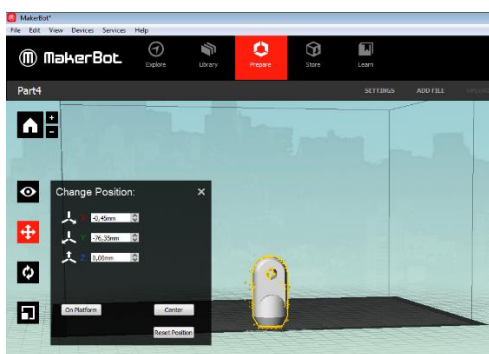 MakerBot*
File Edit View Devices Services Help
MakerBot
Explore Library Prepare Store Learn
Part4
SETTINGS ADD FILE
Change Position:
X -0,45mm
Y -76,35mm
Z 0,00mm
On Platform Center
Reset Position